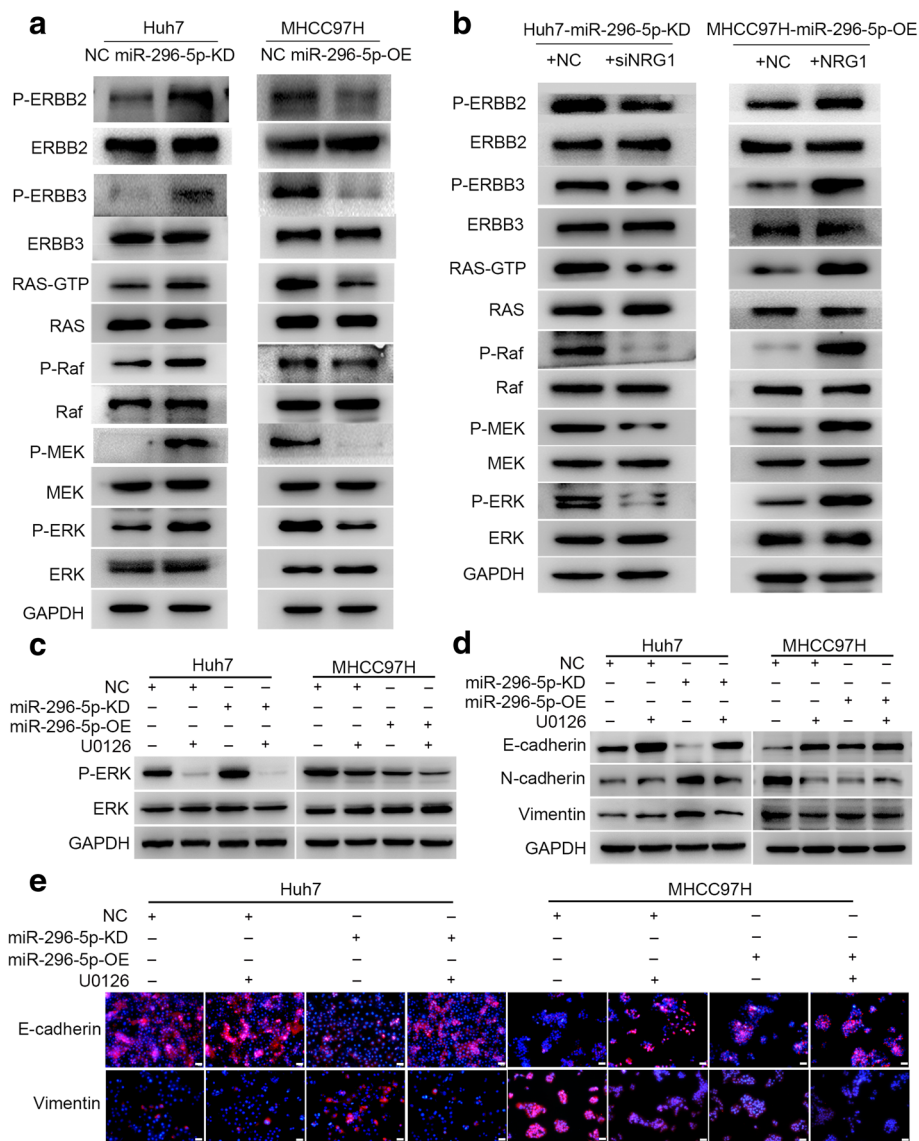 a
Huh7 MHCC97H
NC miR-296-5p-KD NC miR-296-5p-OE
P-ERBB2
ERBB2
P-ERBB3
ERBB3
RAS-GTP
RAS
P-Raf
Raf
P-MEK
MEK
P-ERK
ERK
GAPDH
b
Huh7-miR-296-5p-KD MHCC97H-miR-296-5p-OE
+NC +siNRG1 +NC +NRG1
P-ERBB2
ERBB2
P-ERBB3
ERBB3
RAS-GTP
RAS
P-Raf
Raf
P-MEK
MEK
P-ERK
ERK
GAPDH
c
Huh7 MHCC97H
NC + + – – + + – –
miR-296-5p-KD – – + + – – – –
miR-296-5p-OE – – – – – – + +
U0126 – + – + – + – +
P-ERK
ERK
GAPDH
d
Huh7 MHCC97H
NC + + – – + + – –
miR-296-5p-KD – – + + – – – –
miR-296-5p-OE – – – – – – + +
U0126 – + – + – + – +
E-cadherin
N-cadherin
Vimentin
GAPDH
e
Huh7 MHCC97H
NC + + – – + + – –
miR-296-5p-KD – – + + – – – –
miR-296-5p-OE – – – – – – + +
U0126 – + – + – + – +
E-cadherin
Vimentin